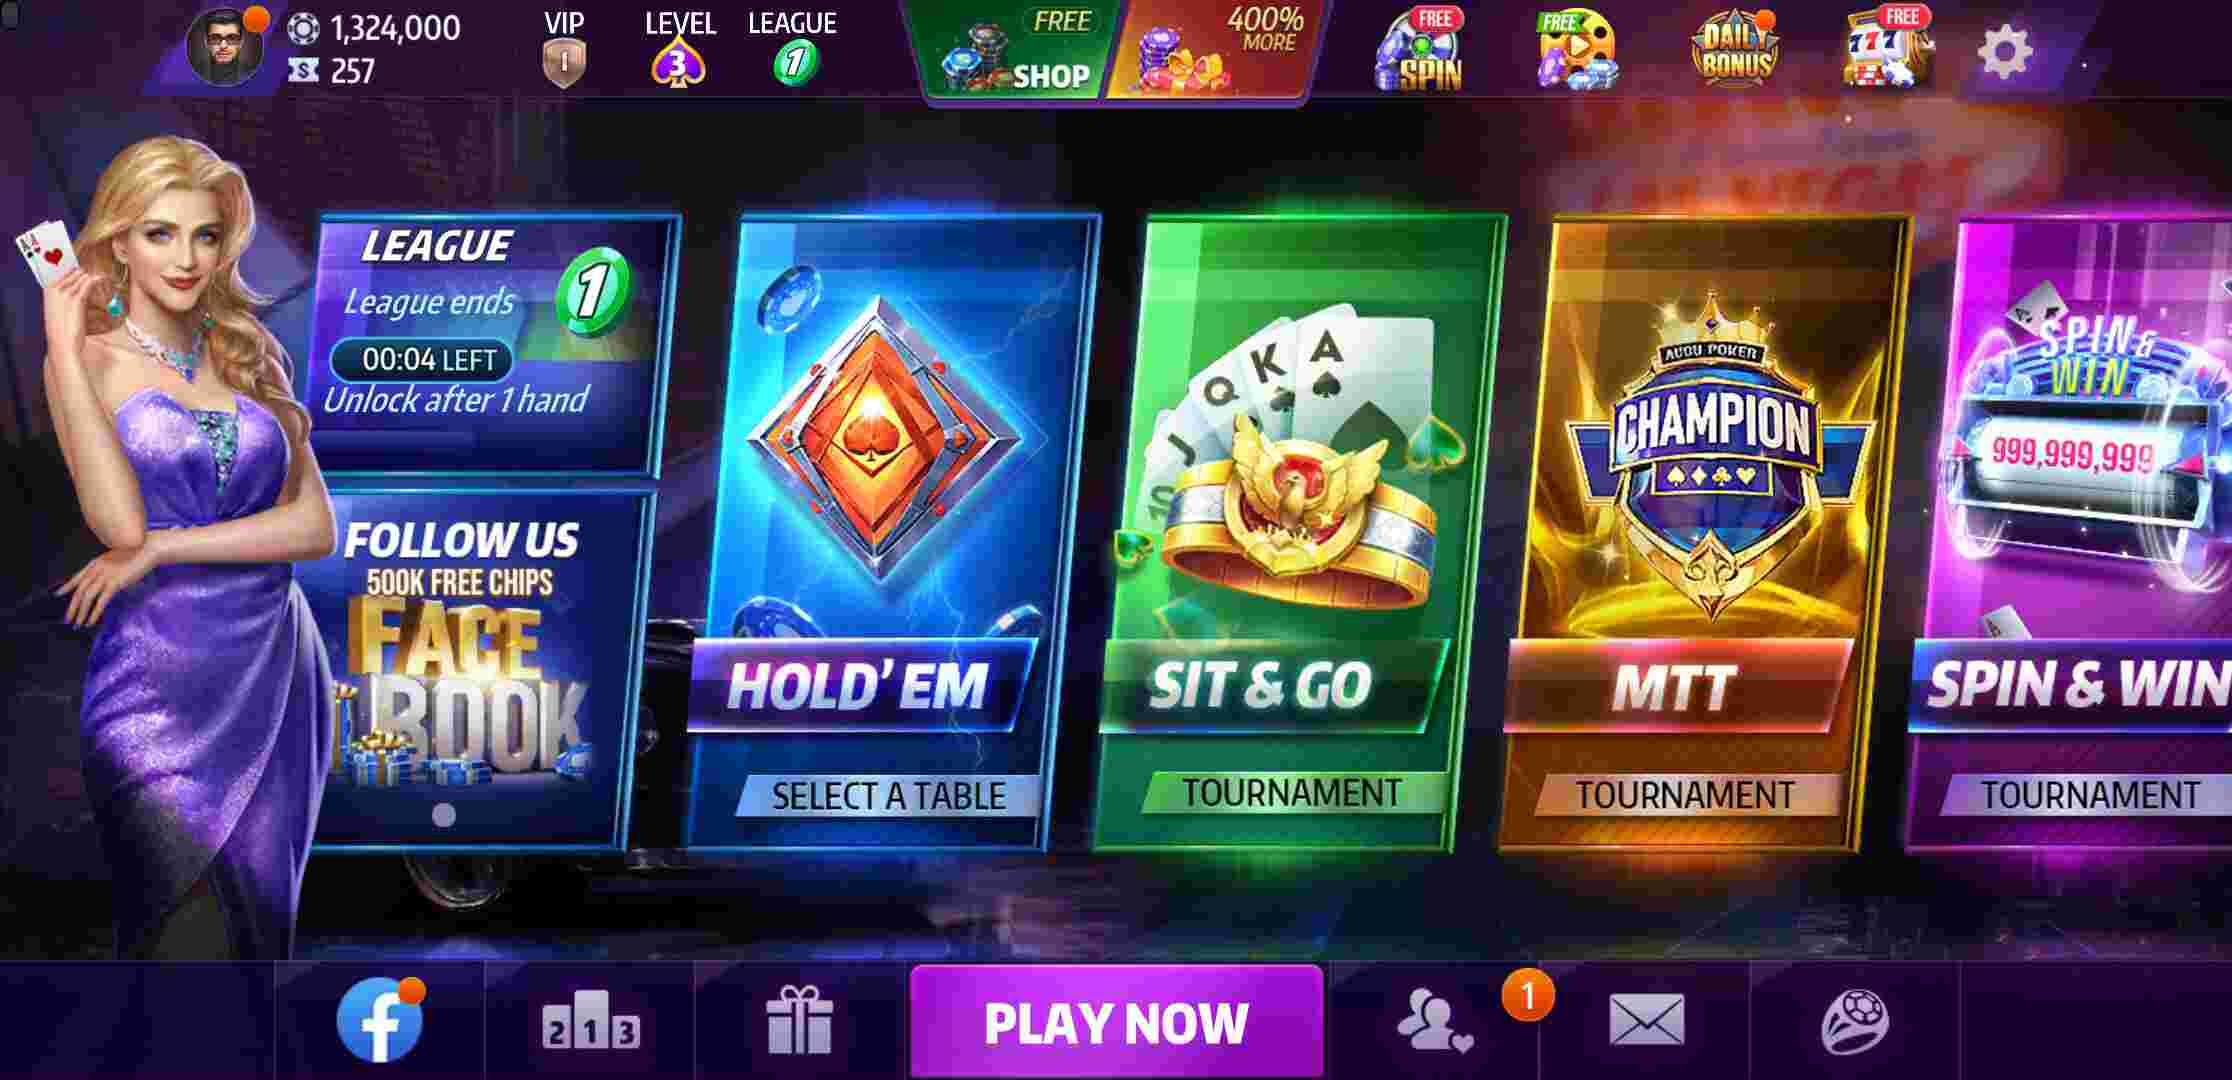 1,324,000
257
VIP
1
LEVEL
3
LEAGUE
1
FREE
SHOP
400%
MORE
FREE
SPIN
FREE
DAILY
BONUS
FREE
777
LEAGUE
1
League ends
00:04 LEFT
Unlock after 1 hand
FOLLOW US
500K FREE CHIPS
FACE
BOOK
HOLD'EM
SELECT A TABLE
10
J
Q
K
A
SIT & GO
TOURNAMENT
AUDU POKER
CHAMPION
MTT
TOURNAMENT
SPIN &
WIN
999,999,999
SPIN & WIN
TOURNAMENT
f
2 1 3
PLAY NOW
1